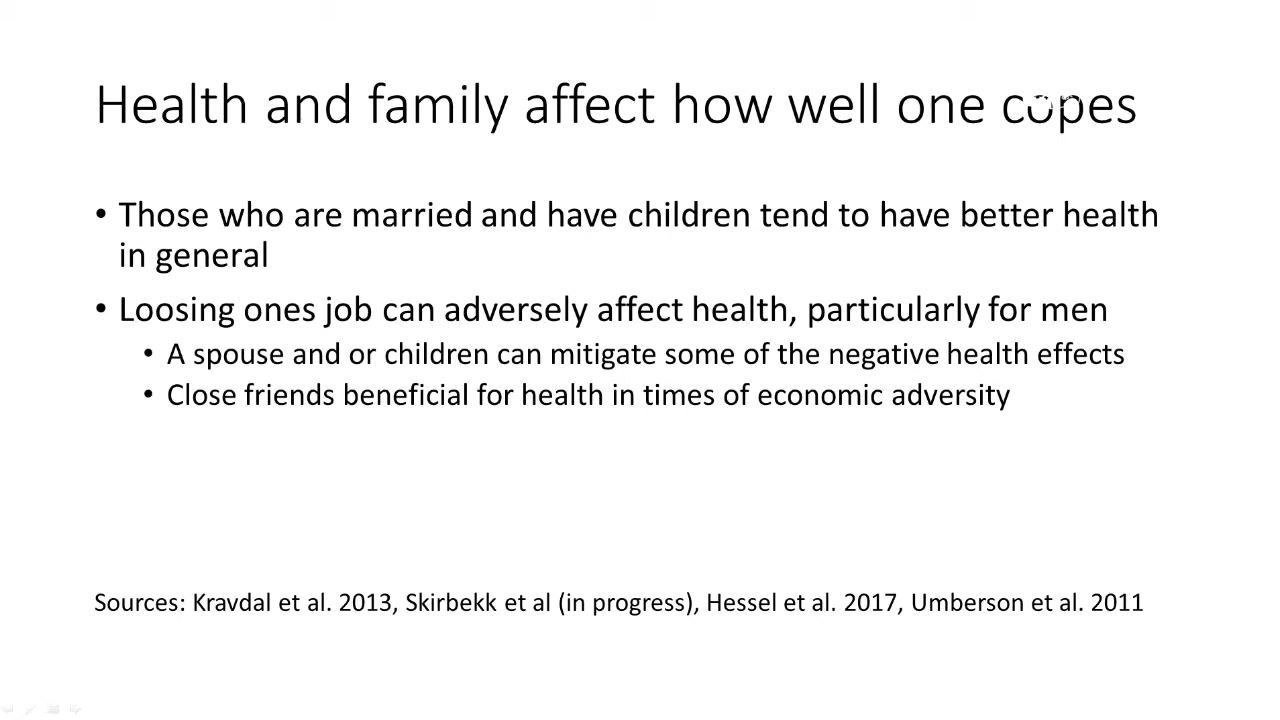 Health and family affect how well one copes
• Those who are married and have children tend to have better health
in general
• Loosing ones job can adversely affect health, particularly for men
• A spouse and or children can mitigate some of the negative health effects
• Close friends beneficial for health in times of economic adversity
Sources: Kravdal et al. 2013, Skirbekk et al (in progress), Hessel et al. 2017, Umberson et al. 2011